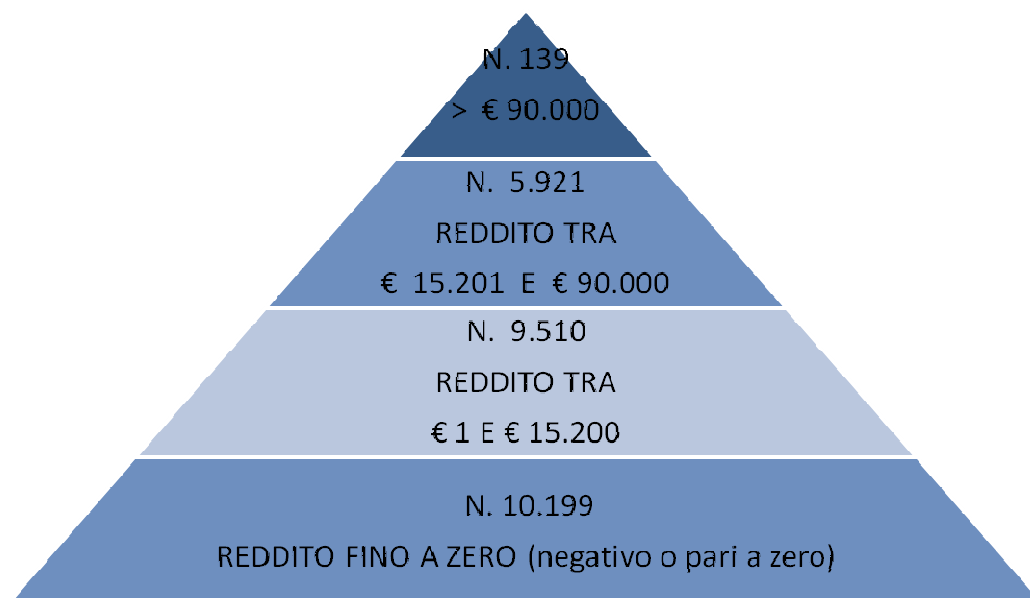 N. 139
> € 90.000
N. 5.921
REDDITO TRA
€ 15.201 E € 90.000
N. 9.510
REDDITO TRA
€ 1 E € 15.200
N. 10.199
REDDITO FINO A ZERO (negativo o pari a zero)